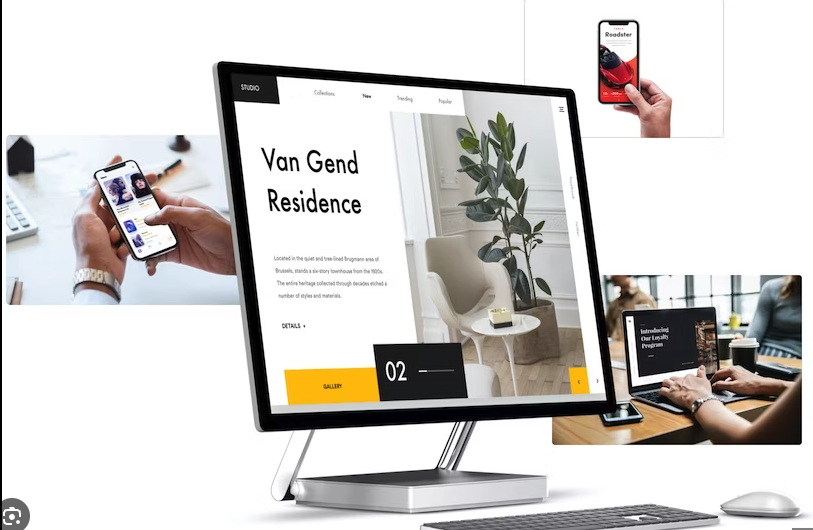 STUDIO
Collections
New
Trending
Popular
Van Gend
Residence
Located in the quiet and tree-lined Brugmann area of
Brussels, stands a six-story townhouse from the 1920s.
The entire heritage collected through decades etched a
number of styles and materials.
DETAILS +
GALLERY
02
Roadster
Introducing
Our Loyalty
Program